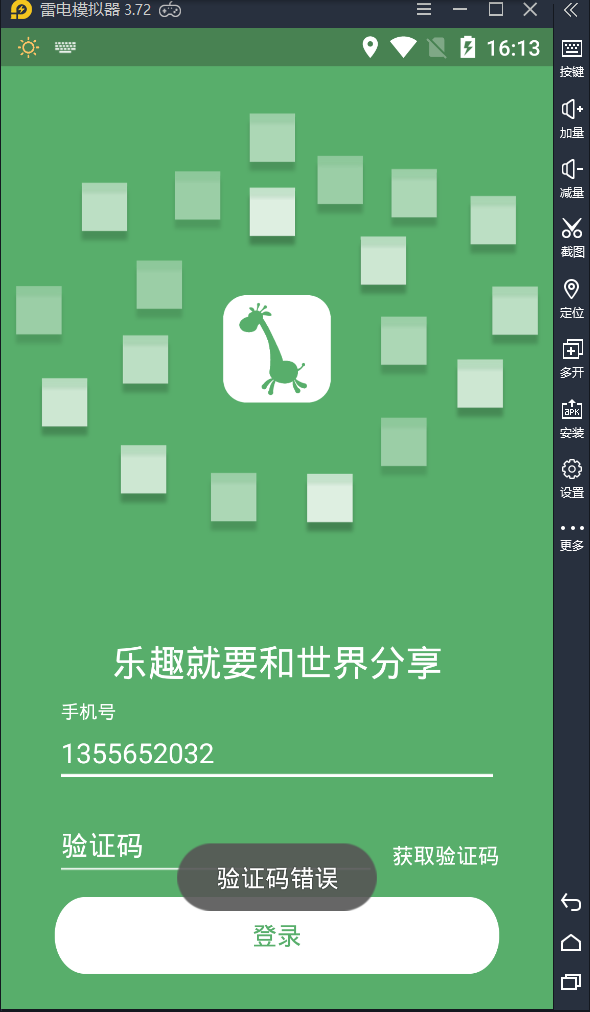 雷电模拟器 3.72
16:13
按键
加量
减量
截图
定位
多开
APK
安装
设置
更多
乐趣就要和世界分享
手机号
1355652032
验证码
获取验证码
验证码错误
登录